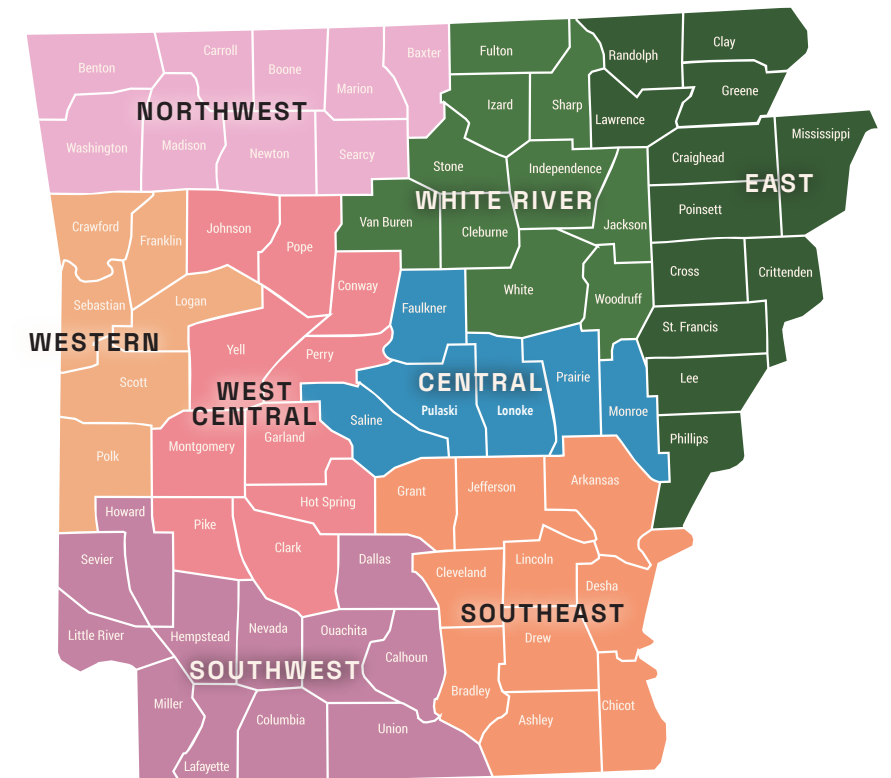 Clay
Baxter
Carroll
Fulton
Randolph
Benton
Boone
Marion
Greene
Izard
Sharp
NORTHWEST
Lawrence
Mississippi
Washington
Madison
Newton
Searcy
Craighead
Stone
Independence
EAST
WHITE RIVER
Poinsett
Van Buren
Crawford
Johnson
Jackson
Cleburne
Franklin
Pope
Cross
Crittenden
Conway
White
Woodruff
Sebastian
Logan
Faulkner
St. Francis
WESTERN
Yell
Perry
Prairie
Lee
Scott
CENTRAL
WEST
CENTRAL
Pulaski
Lonoke
Monroe
Saline
Garland
Phillips
Montgomery
Polk
Arkansas
Grant
Jefferson
Hot Spring
Howard
Pike
Clark
Sevier
Dallas
Lincoln
Cleveland
Desha
SOUTHEAST
Little River
Hempstead
Nevada
Ouachita
Drew
Calhoun
SOUTHWEST
Bradley
Miller
Chicot
Columbia
Ashley
Union
Lafayette